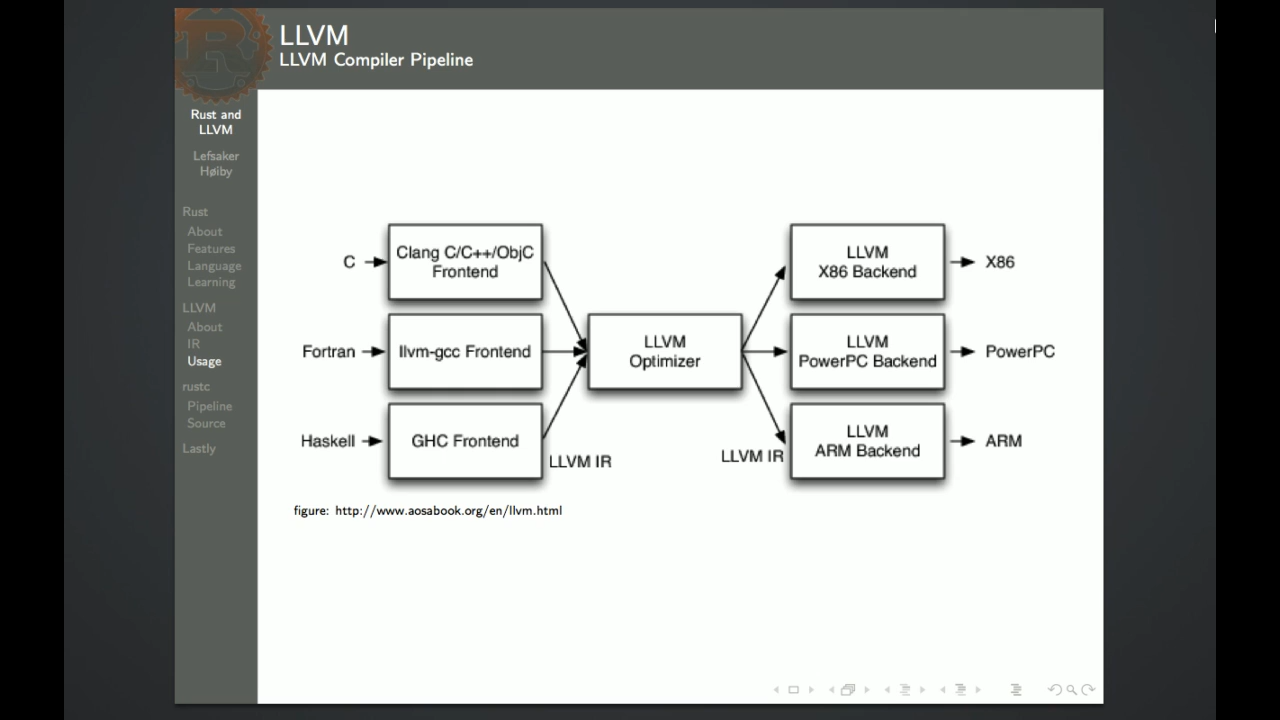 LLVM
LLVM Compiler Pipeline
Rust and
LLVM
Lefsaker
Høiby
Rust
About
Features
Language
Learning
LLVM
About
IR
Usage
rustc
Pipeline
Source
Lastly
C
Clang C/C++/ObjC
Frontend
LLVM
X86 Backend
X86
Fortran
llvm-gcc Frontend
LLVM
Optimizer
LLVM
PowerPC Backend
PowerPC
Haskell
GHC Frontend
LLVM IR
LLVM IR
LLVM
ARM Backend
ARM
figure: http://www.aosabook.org/en/llvm.html